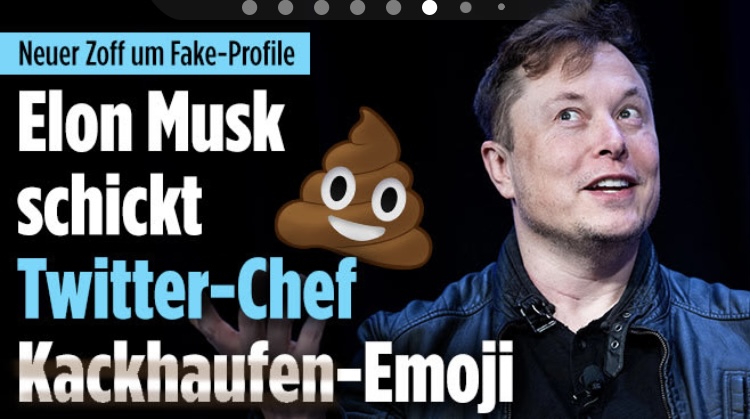 Neuer Zoff um Fake-Profile
Elon Musk
schickt
Twitter-Chef
Kackhaufen-Emoji